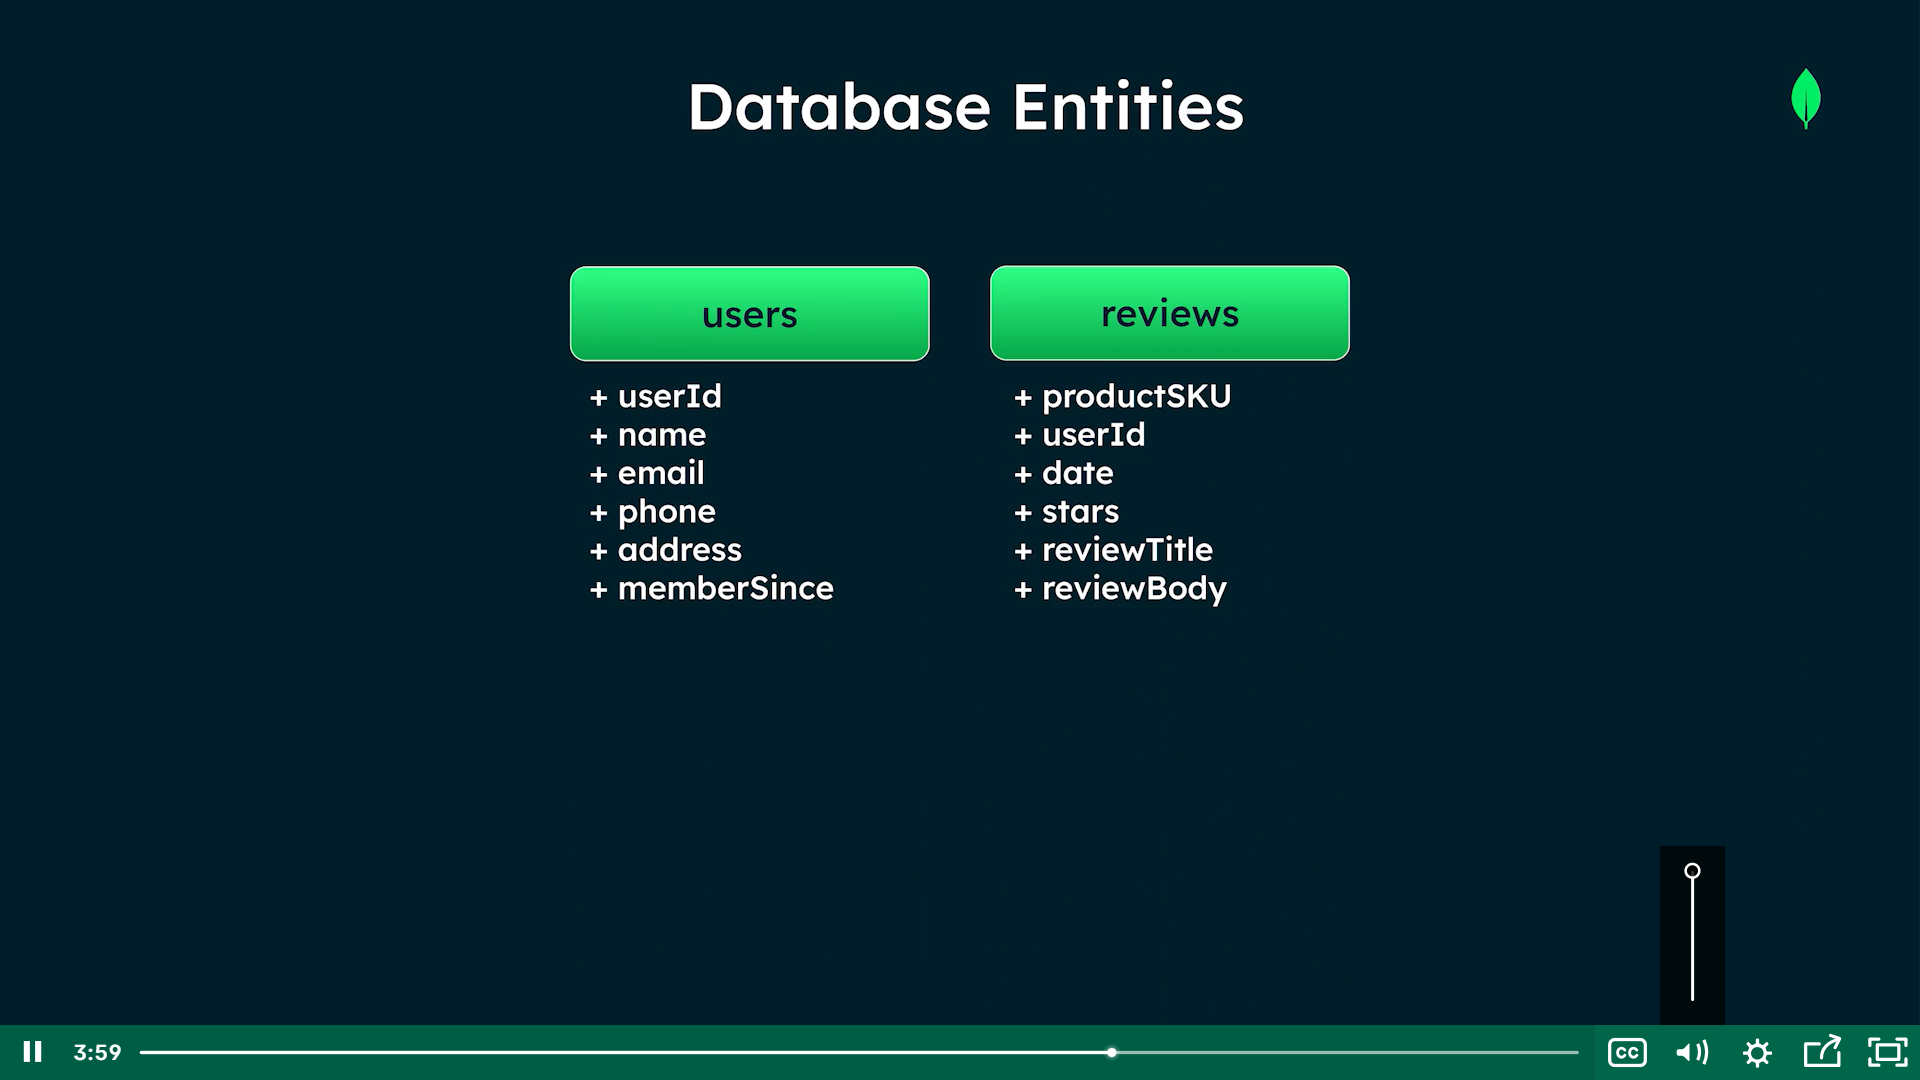 Database Entities
users
+ userId
+ name
+ email
+ phone
+ address
+ memberSince
reviews
+ productSKU
+ userId
+ date
+ stars
+ reviewTitle
+ reviewBody
3:59
CC